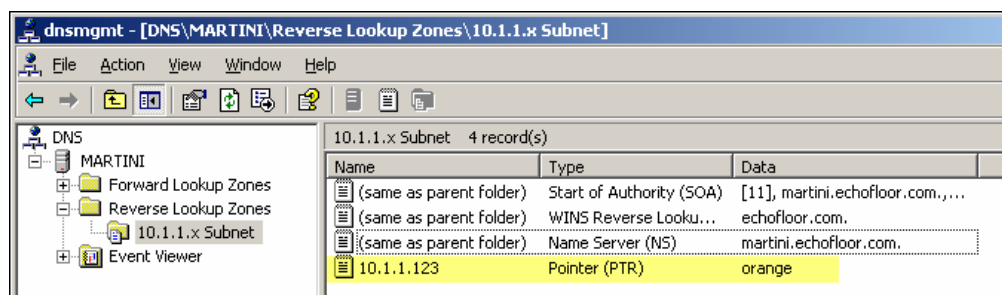 dnsmgmt - [DNS\MARTINI\Reverse Lookup Zones\10.1.1.x Subnet]
File Action View Window Help
DNS
MARTINI
Forward Lookup Zones
Reverse Lookup Zones
10.1.1.x Subnet
Event Viewer
10.1.1.x Subnet 4 record(s)
Name Type Data
(same as parent folder) Start of Authority (SOA) [11], martini.echofloor.com.,...
(same as parent folder) WINS Reverse Looku... echofloor.com.
(same as parent folder) Name Server (NS) martini.echofloor.com.
10.1.1.123 Pointer (PTR) orange